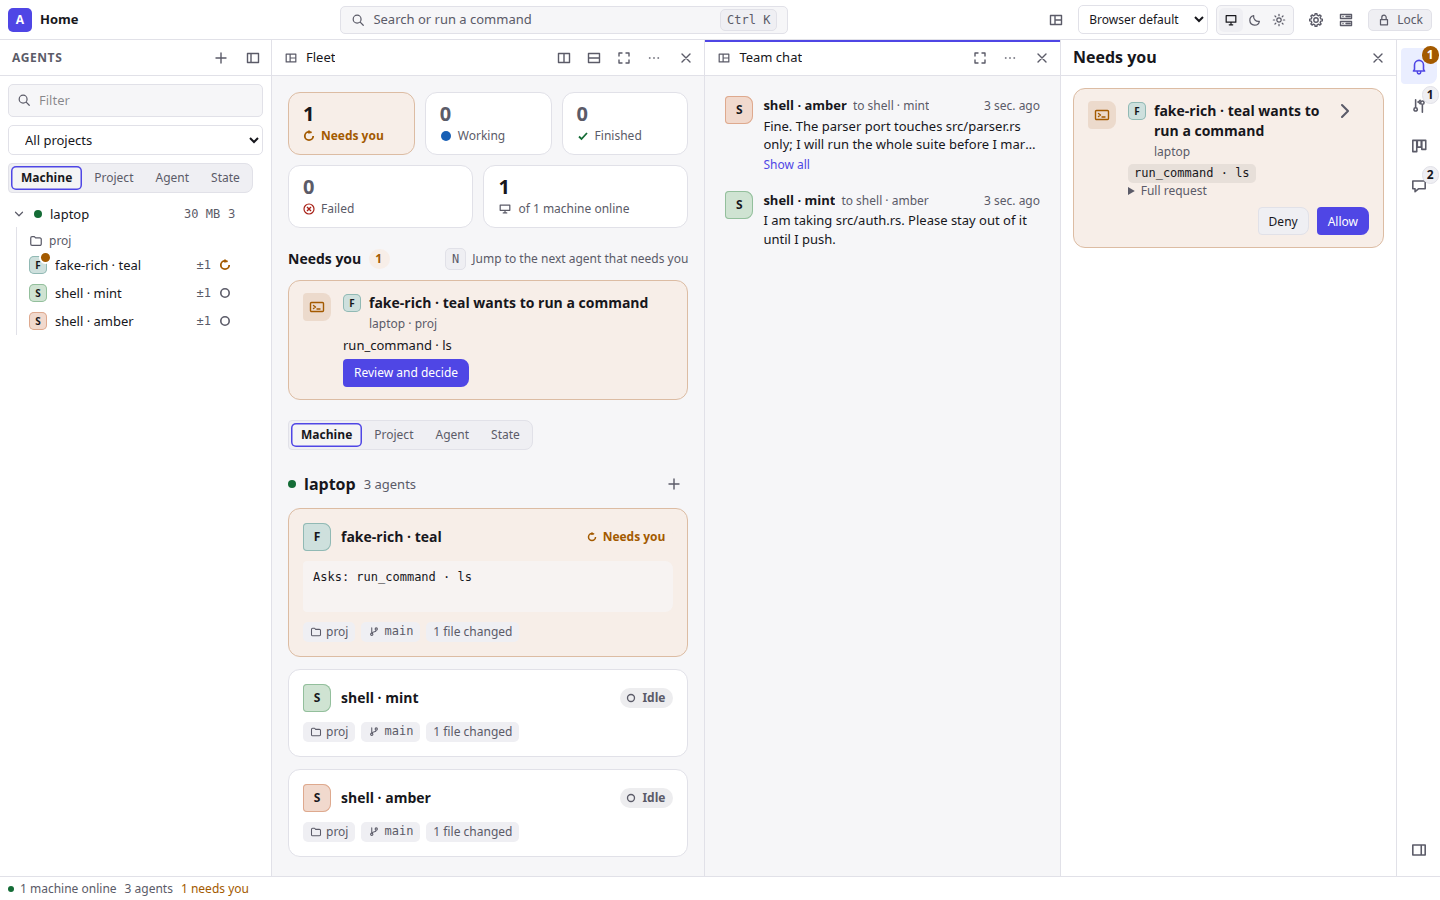 A Home
Search or run a command Ctrl K
Browser default
Lock
AGENTS
Filter
All projects
Machine Project Agent State
laptop 30 MB 3
proj
F fake-rich · teal ±1
S shell · mint ±1
S shell · amber ±1
Fleet
1
Needs you
0
Working
0
Finished
0
Failed
1
of 1 machine online
Needs you 1 N Jump to the next agent that needs you
F fake-rich · teal wants to run a command
laptop · proj
run_command · ls
Review and decide
Machine Project Agent State
laptop 3 agents
F fake-rich · teal Needs you
Asks: run_command · ls
proj main 1 file changed
S shell · mint Idle
proj main 1 file changed
S shell · amber Idle
proj main 1 file changed
Team chat
S shell · amber to shell · mint 3 sec. ago
Fine. The parser port touches src/parser.rs
only; I will run the whole suite before I mar…
Show all
S shell · mint to shell · amber 3 sec. ago
I am taking src/auth.rs. Please stay out of it
until I push.
Needs you
F fake-rich · teal wants to
run a command
laptop
run_command · ls
Full request
Deny Allow
1
1
2
1 machine online 3 agents 1 needs you